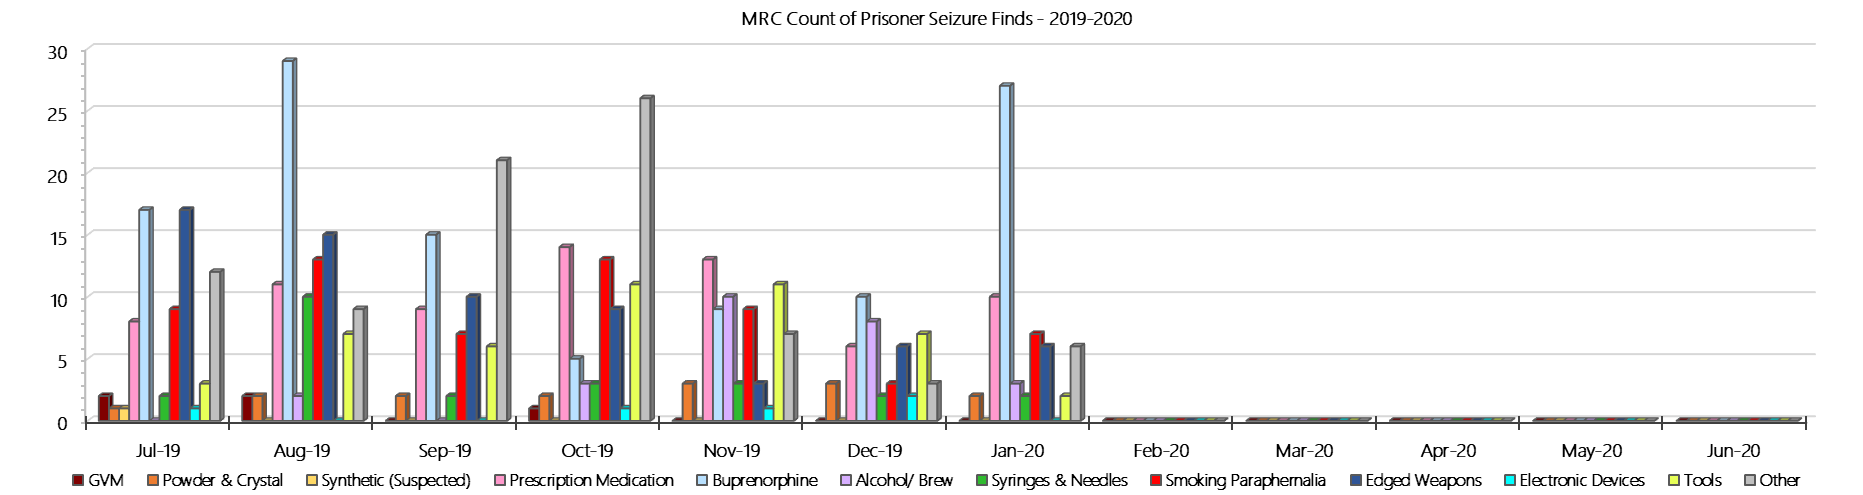 MRC Count of Prisoner Seizure Finds - 2019-2020
30
25
20
15
10
5
0
Jul-19 Aug-19 Sep-19 Oct-19 Nov-19 Dec-19 Jan-20 Feb-20 Mar-20 Apr-20 May-20 Jun-20
GVM Powder & Crystal Synthetic (Suspected) Prescription Medication Buprenorphine Alcohol/ Brew Syringes & Needles Smoking Paraphernalia Edged Weapons Electronic Devices Tools Other